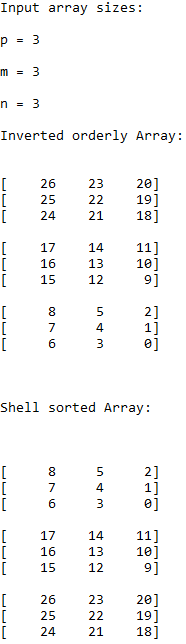 Input array sizes:
p = 3
m = 3
n = 3
Inverted orderly Array:
[ 26 23 20]
[ 25 22 19]
[ 24 21 18]
[ 17 14 11]
[ 16 13 10]
[ 15 12 9]
[ 8 5 2]
[ 7 4 1]
[ 6 3 0]
Shell sorted Array:
[ 8 5 2]
[ 7 4 1]
[ 6 3 0]
[ 17 14 11]
[ 16 13 10]
[ 15 12 9]
[ 26 23 20]
[ 25 22 19]
[ 24 21 18]